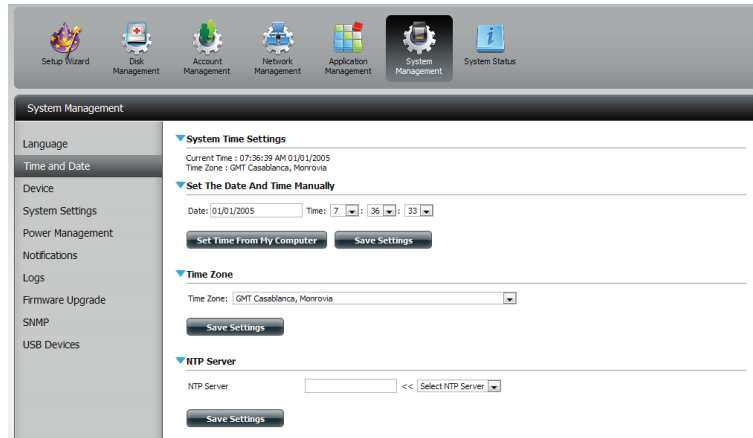 Setup Wizard
Disk Management
Account Management
Network Management
Application Management
System Management
System Status
System Management
Language
Time and Date
Device
System Settings
Power Management
Notifications
Logs
Firmware Upgrade
SNMP
USB Devices
System Time Settings
Current Time : 07:36:39 AM 01/01/2005
Time Zone : GMT Casablanca, Monrovia
Set The Date And Time Manually
Date: 01/01/2005 Time: 7 : 36 : 33
Set Time From My Computer Save Settings
Time Zone
Time Zone: GMT Casablanca, Monrovia
Save Settings
NTP Server
NTP Server << Select NTP Server
Save Settings